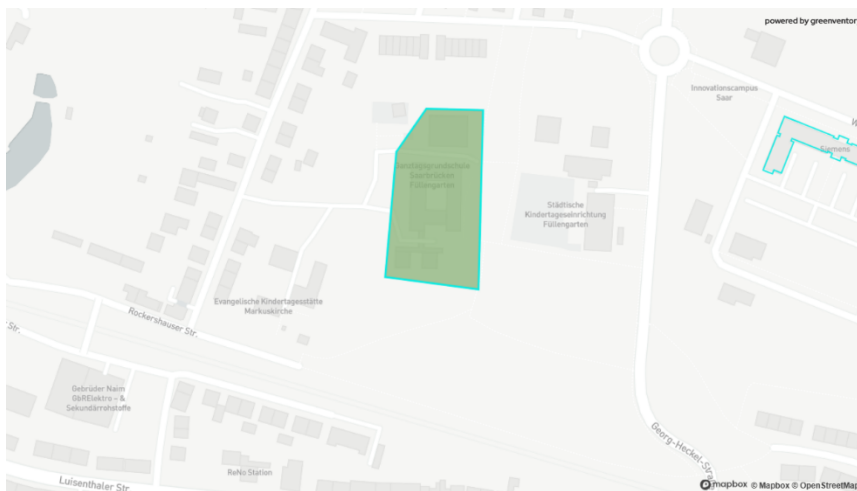 powered by greenventor
Innovationscampus
Saar
Siemens
Ganztagsgrundschule
Saarbrücken
Füllengarten
Städtische
Kindertageseinrichtung
Füllengarten
Evangelische Kindertagesstätte
Markuskirche
Rockershauser Str.
Str.
Gebrüder Naim
GbRElektro - &
Sekundärrohstoffe
Georg-Heckel-Stra
ReNo Station
Luisenthaler Str.
mapbox © Mapbox © OpenStreetMap